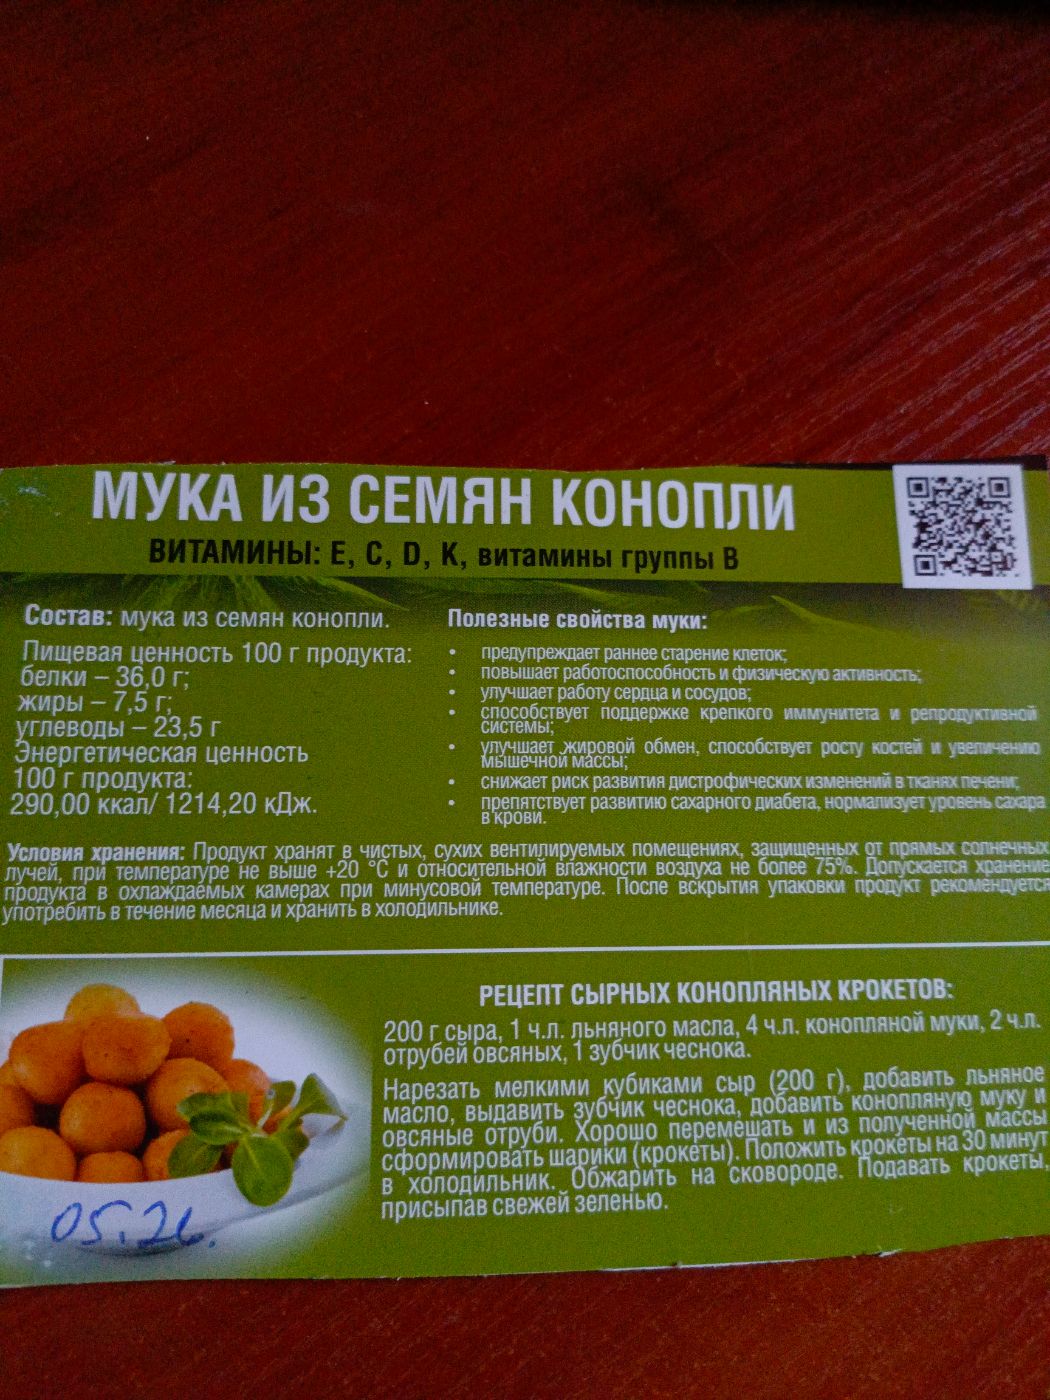 МУКА ИЗ СЕМЯН КОНОПЛИ
ВИТАМИНЫ: E, C, D, K, витамины группы B
Состав: мука из семян конопли.
Пищевая ценность 100 г продукта:
белки – 36,0 г;
жиры – 7,5 г;
углеводы – 23,5 г
Энергетическая ценность
100 г продукта:
290,00 ккал/ 1214,20 кДж.
Полезные свойства муки:
• предупреждает раннее старение клеток;
• повышает работоспособность и физическую активность;
• улучшает работу сердца и сосудов;
• способствует поддержке крепкого иммунитета и репродуктивной
системы;
• улучшает жировой обмен, способствует росту костей и увеличению
мышечной массы;
• снижает риск развития дистрофических изменений в тканях печени;
• препятствует развитию сахарного диабета, нормализует уровень сахара
в крови.
Условия хранения: Продукт хранят в чистых, сухих вентилируемых помещениях, защищенных от прямых солнечных
лучей, при температуре не выше +20 °С и относительной влажности воздуха не более 75%. Допускается хранение
продукта в охлаждаемых камерах при минусовой температуре. После вскрытия упаковки продукт рекомендуется
употребить в течение месяца и хранить в холодильнике.
РЕЦЕПТ СЫРНЫХ КОНОПЛЯНЫХ КРОКЕТОВ:
200 г сыра, 1 ч.л. льняного масла, 4 ч.л. конопляной муки, 2 ч.л.
отрубей овсяных, 1 зубчик чеснока.
Нарезать мелкими кубиками сыр (200 г), добавить льняное
масло, выдавить зубчик чеснока, добавить конопляную муку и
овсяные отруби. Хорошо перемешать и из полученной массы
сформировать шарики (крокеты). Положить крокеты на 30 минут
в холодильник. Обжарить на сковороде. Подавать крокеты,
присыпав свежей зеленью.
05.26.